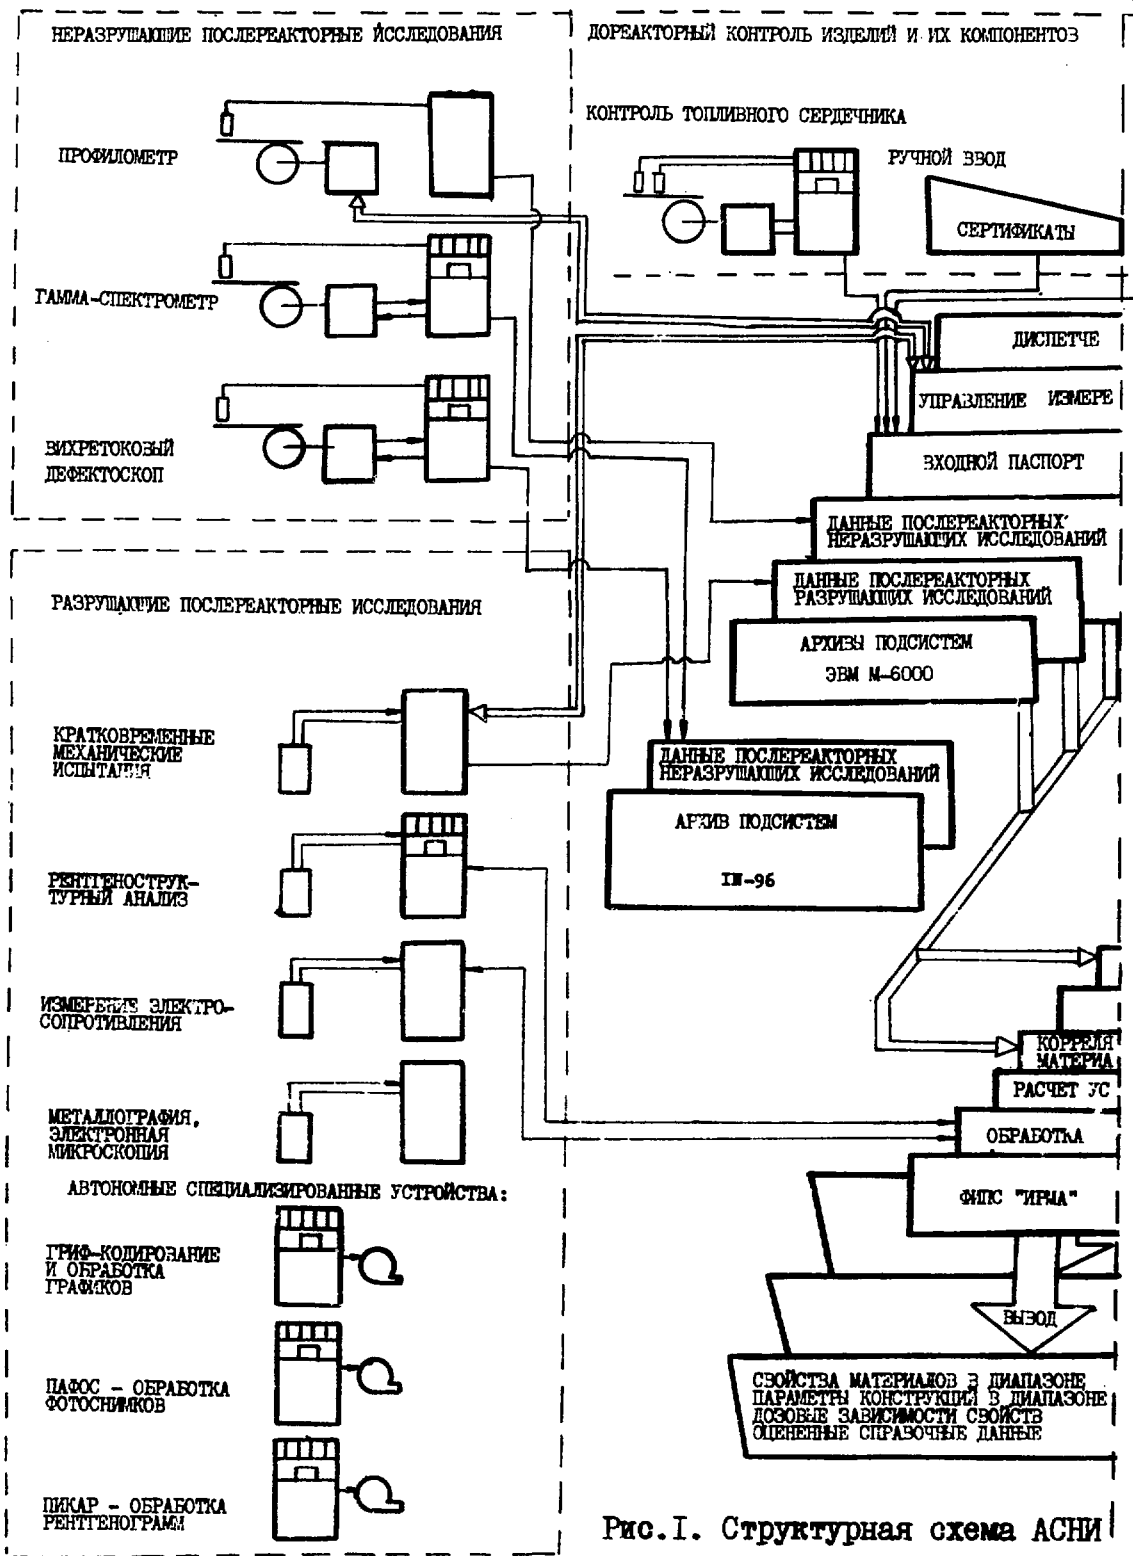 НЕРАЗРУШАЮЩИЕ ПОСЛЕРЕАКТОРНЫЕ ИССЛЕДОВАНИЯ
ПРОФИЛОМЕТР
ГАММА-СПЕКТРОМЕТР
ВИХРЕТОКОВЫЙ
ДЕФЕКТОСКОП
ДОРЕАКТОРНЫЙ КОНТРОЛЬ ИЗДЕЛИЙ И ИХ КОМПОНЕНТОВ
КОНТРОЛЬ ТОПЛИВНОГО СЕРДЕЧНИКА
РУЧНОЙ ВВОД
СЕРТИФИКАТЫ
ДИСПЕТЧЕ
УПРАВЛЕНИЕ ИЗМЕРЕ
ВХОДНОЙ ПАСПОРТ
ДАННЫЕ ПОСЛЕРЕАКТОРНЫХ
НЕРАЗРУШАЮЩИХ ИССЛЕДОВАНИЙ
ДАННЫЕ ПОСЛЕРЕАКТОРНЫХ
РАЗРУШАЮЩИХ ИССЛЕДОВАНИЙ
АРХИВЫ ПОДСИСТЕМ
ЭВМ М-6000
ДАННЫЕ ПОСЛЕРЕАКТОРНЫХ
НЕРАЗРУШАЮЩИХ ИССЛЕДОВАНИЙ
АРХИВ ПОДСИСТЕМ
IN-96
РАЗРУШАЮЩИЕ ПОСЛЕРЕАКТОРНЫЕ ИССЛЕДОВАНИЯ
КРАТКОВРЕМЕННЫЕ
МЕХАНИЧЕСКИЕ
ИСПЫТАНИЯ
РЕНТГЕНОСТРУК-
ТУРНЫЙ АНАЛИЗ
ИЗМЕРЕНИЕ ЭЛЕКТРО-
СОПРОТИВЛЕНИЯ
МЕТАЛЛОГРАФИЯ,
ЭЛЕКТРОННАЯ
МИКРОСКОПИЯ
АВТОНОМНЫЕ СПЕЦИАЛИЗИРОВАННЫЕ УСТРОЙСТВА:
ГРИФ-КОДИРОВАНИЕ
И ОБРАБОТКА
ГРАФИКОВ
ПАФОС - ОБРАБОТКА
ФОТОСНИМКОВ
ПИКАР - ОБРАБОТКА
РЕНТГЕНОГРАММ
КОРРЕЛЯ
МАТЕРИА
РАСЧЕТ УС
ОБРАБОТКА
ФИПС "ИРМА"
ВЫВОД
СВОЙСТВА МАТЕРИАЛОВ В ДИАПАЗОНЕ
ПАРАМЕТРЫ КОНСТРУКЦИЙ В ДИАПАЗОНЕ
ДОЗОВЫЕ ЗАВИСИМОСТИ СВОЙСТВ
ОЦЕНЕННЫЕ СПРАВОЧНЫЕ ДАННЫЕ
Рис.I. Структурная схема АСНИ